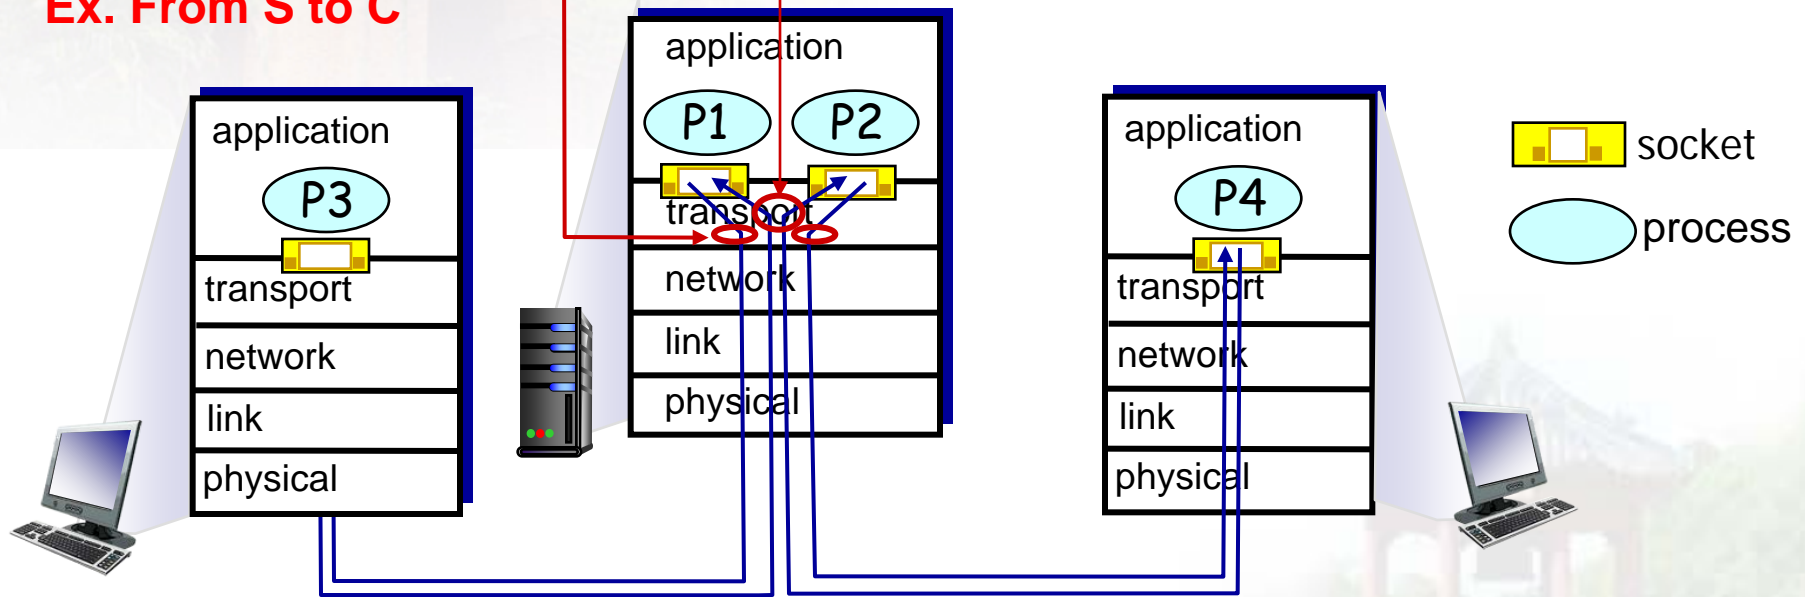 Ex. From S to C
application
P1
P2
transport
network
link
physical
application
P3
transport
network
link
physical
application
P4
transport
network
link
physical
socket
process